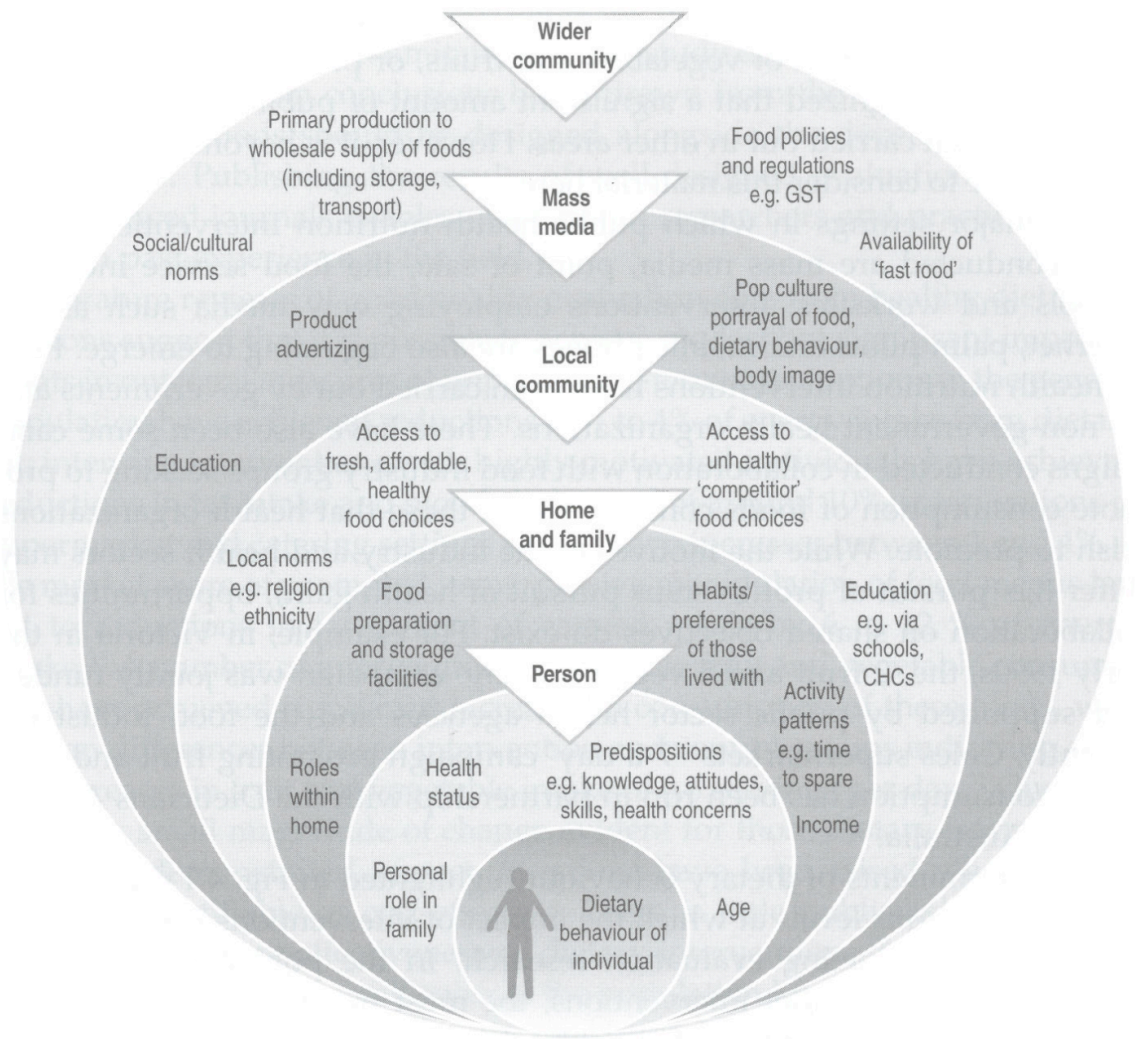 Wider
community
Primary production to
wholesale supply of foods
(including storage,
transport)
Food policies
and regulations
e.g. GST
Social/cultural
norms
Availability of
'fast food'
Mass
media
Product
advertizing
Pop culture
portrayal of food,
dietary behaviour,
body image
Local
community
Education
Access to
fresh, affordable,
healthy
food choices
Access to
unhealthy
'competitior'
food choices
Home
and family
Local norms
e.g. religion
ethnicity
Food
preparation
and storage
facilities
Habits/
preferences
of those
lived with
Education
e.g. via
schools,
CHCs
Person
Activity
patterns
e.g. time
to spare
Roles
within
home
Health
status
Predispositions
e.g. knowledge, attitudes,
skills, health concerns
Income
Personal
role in
family
Dietary
behaviour of
individual
Age